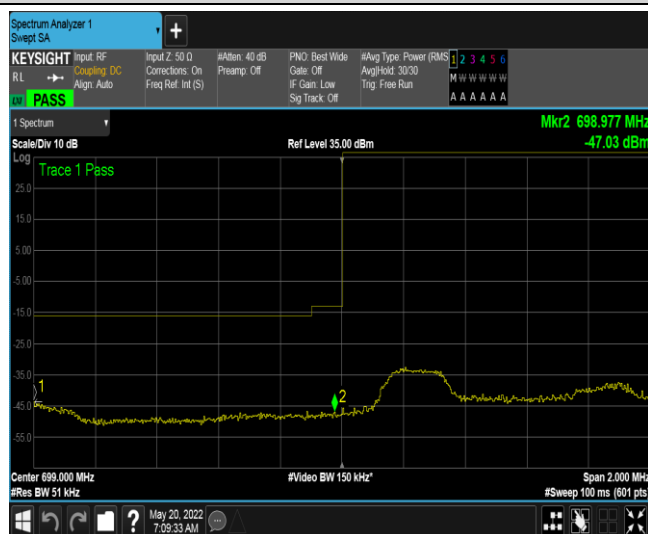 Spectrum Analyzer 1
Swept SA
+
KEYSIGHT Input: RF Input Z: 50 Ω #Atten: 40 dB PNO: Best Wide #Avg Type: Power (RMS 1 2 3 4 5 6
RL Coupling: DC Corrections: On Preamp: Off Gate: Off Avg|Hold: 30/30 M W W W W W
Align: Auto Freq Ref: Int (S) IF Gain: Low Trig: Free Run
LXI PASS Sig Track: Off A A A A A A
1 Spectrum Mkr2 698.977 MHz
Scale/Div 10 dB Ref Level 35.00 dBm -47.03 dBm
Log
Trace 1 Pass
25.0
15.0
5.00
-5.00
-15.0
-25.0
-35.0
1
2
-45.0
-55.0
Center 699.000 MHz #Video BW 150 kHz* Span 2.000 MHz
#Res BW 51 kHz #Sweep 100 ms (601 pts)
? May 20, 2022
7:09:33 AM